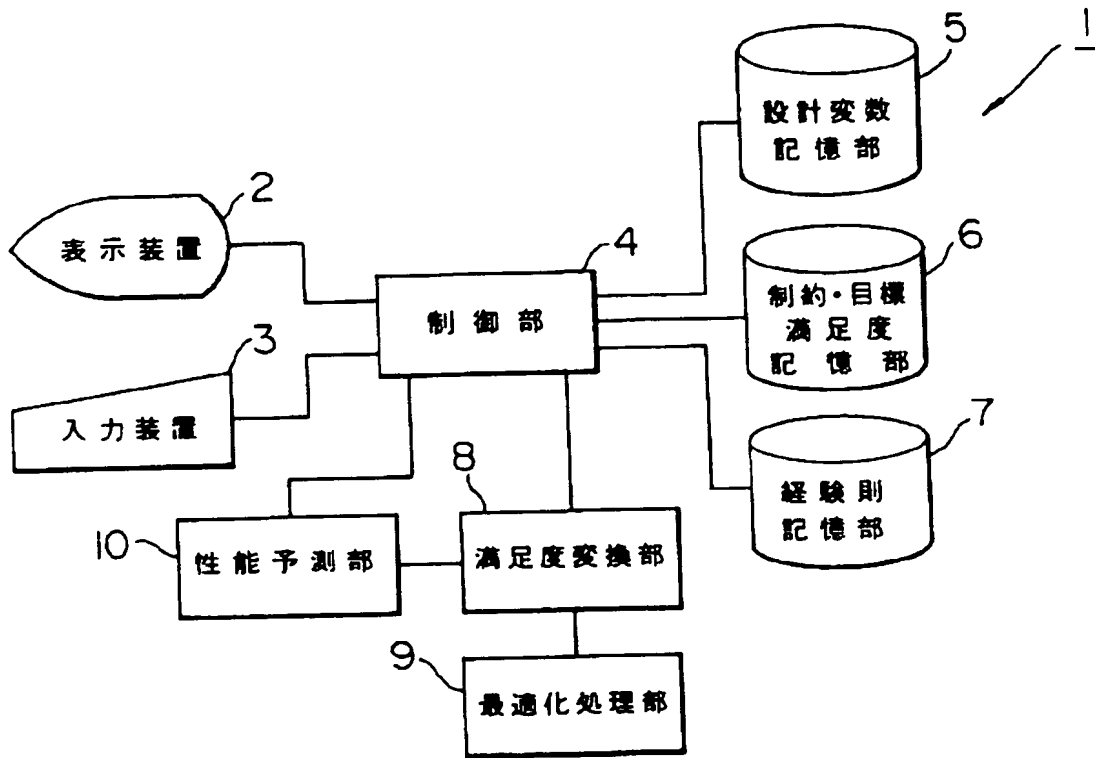 1
5
設計変数
記憶部
2
表示装置
4
制御部
6
制約・目標
満足度
記憶部
3
入力装置
7
経験則
記憶部
8
満足度変換部
10
性能予測部
9
最適化処理部